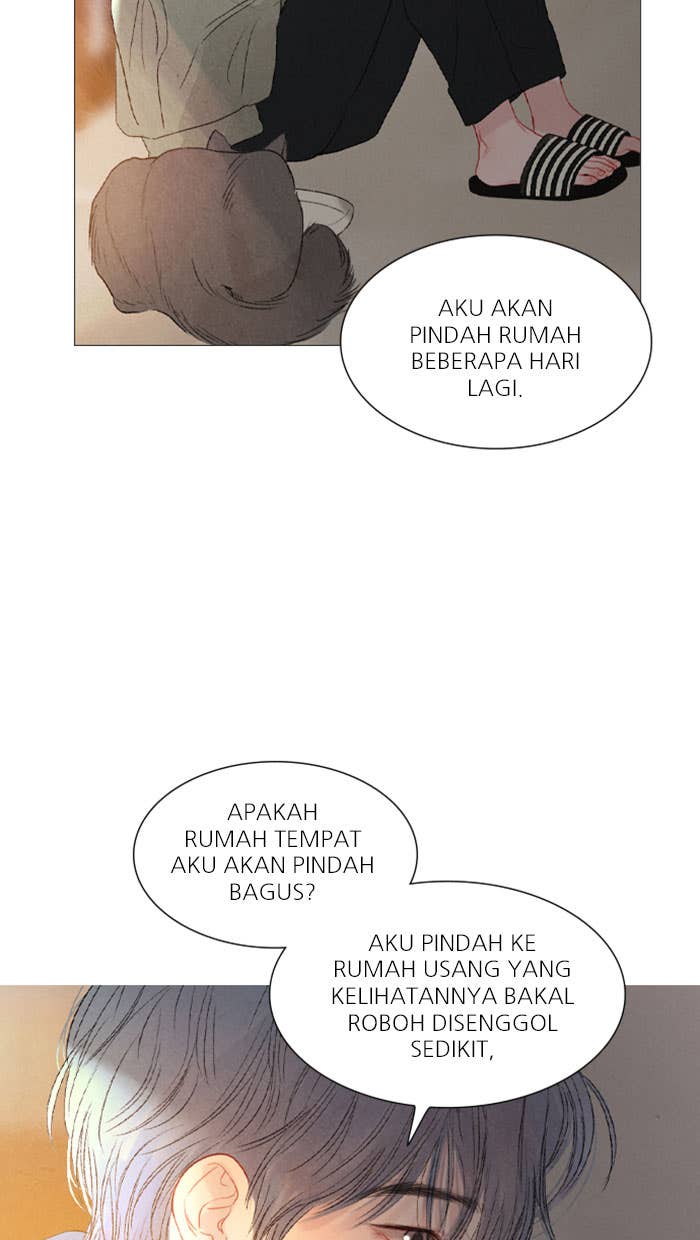 AKU AKAN
PINDAH RUMAH
BEBERAPA HARI
LAGI.
APAKAH
RUMAH TEMPAT
AKU AKAN PINDAH
BAGUS?
AKU PINDAH KE
RUMAH USANG YANG
KELIHATANNYA BAKAL
ROBOH DISENGGOL
SEDIKIT,